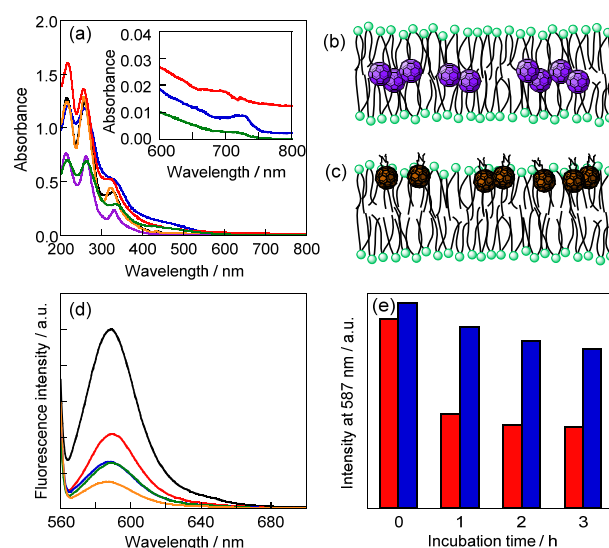 (a)
Absorbance
2.0
1.5
1.0
0.5
0.0
200 300 400 500 600 700 800
Wavelength / nm
Absorbance
0.04
0.03
0.02
0.01
0.00
600 700 800
Wavelength / nm
(b)
(c)
(d)
Fluorescence intensity / a.u.
560 600 640 680
Wavelength / nm
(e)
Intensity at 587 nm / a.u.
0 1 2 3
Incubation time / h